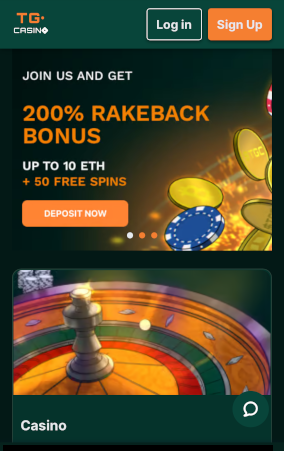 TG.
CASINO
Log in
Sign Up
JOIN US AND GET
200% RAKEBACK
BONUS
UP TO 10 ETH
+ 50 FREE SPINS
DEPOSIT NOW
TGC
Casino